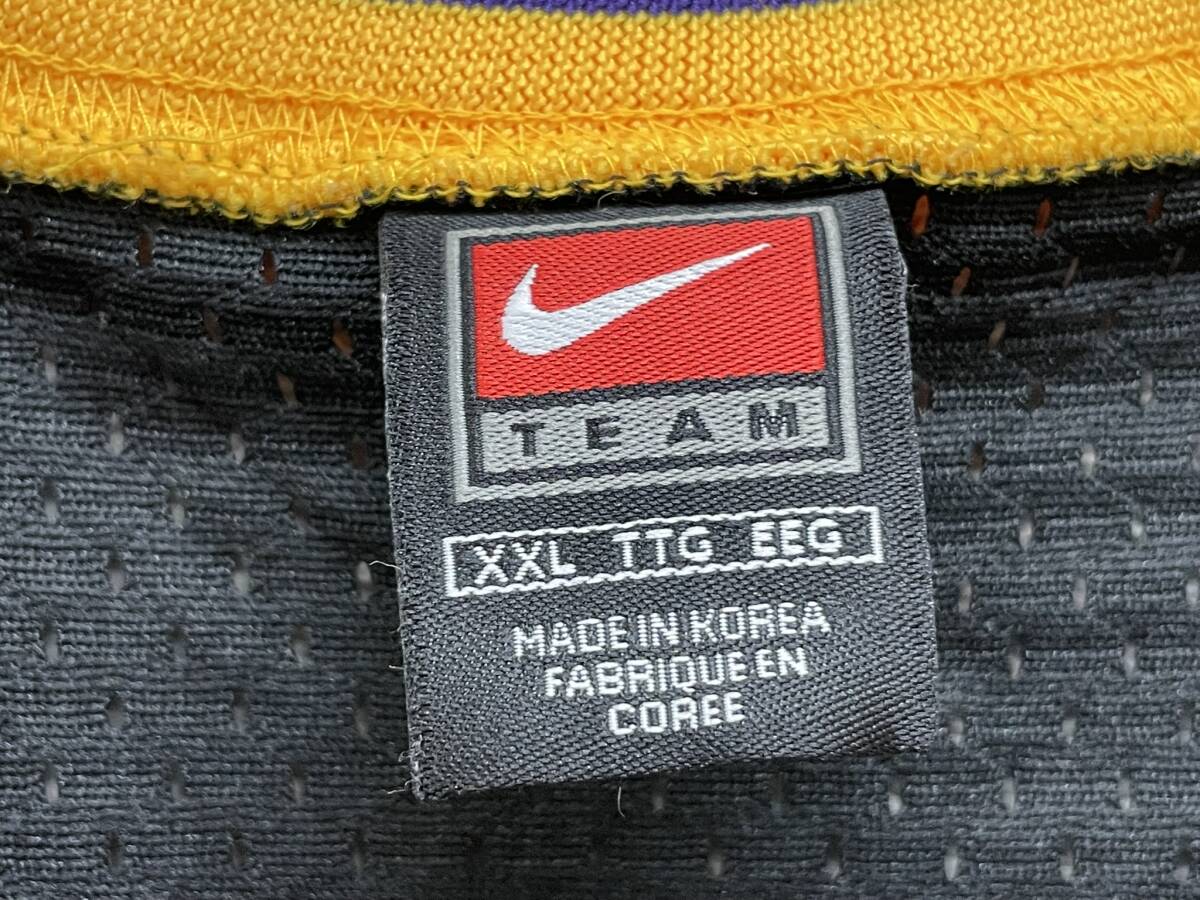 TEAM
XXL TTG EEG
MADE IN KOREA
FABRIQUE EN
COREE